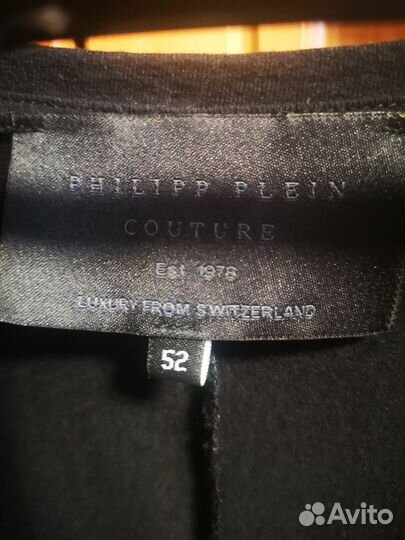 PHILIPP PLEIN
COUTURE
Est. 1978
LUXURY FROM SWITZERLAND
52
Avito